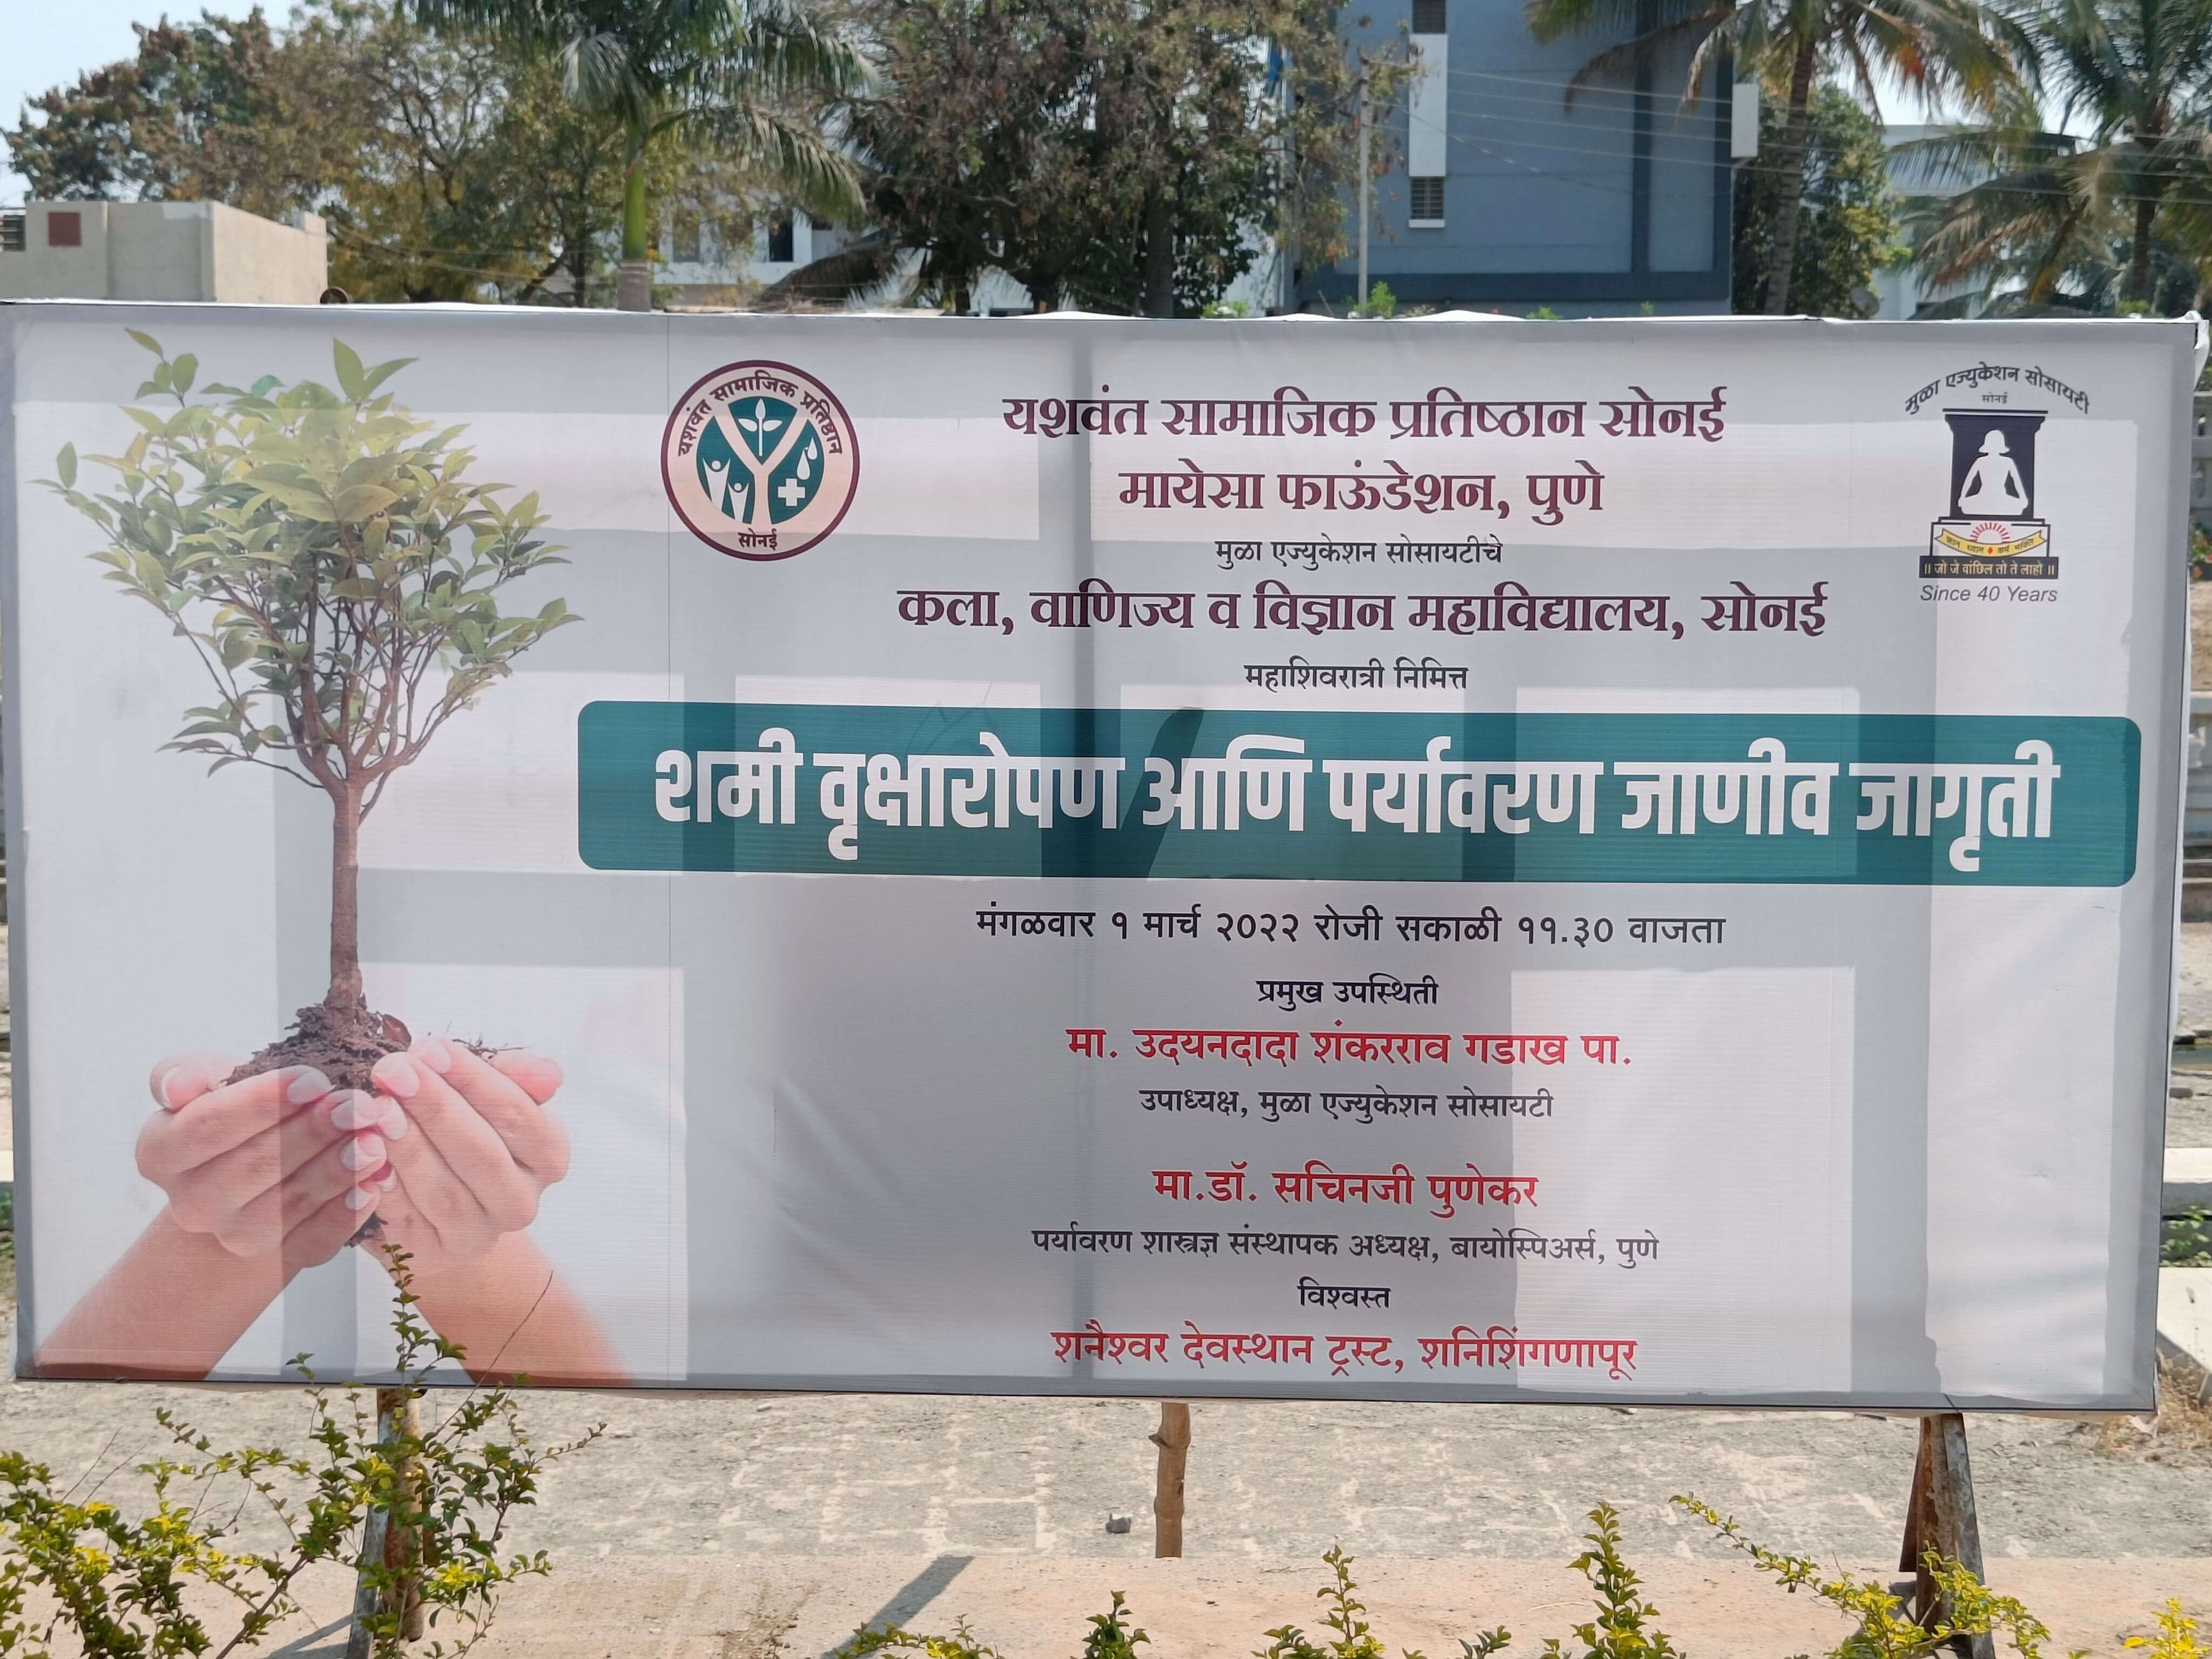 यशवंत सामाजिक प्रतिष्ठान
सोनई
यशवंत सामाजिक प्रतिष्ठान सोनई
मायेसा फाऊंडेशन, पुणे
मुळा एज्युकेशन सोसायटीचे
कला, वाणिज्य व विज्ञान महाविद्यालय, सोनई
महाशिवरात्री निमित्त
मुळा एज्युकेशन सोसायटी
सोनई
ज्ञान ध्यान कर्म भक्ति
॥ जो जे वांछिल तो ते लाहो ॥
Since 40 Years
शमी वृक्षारोपण आणि पर्यावरण जाणीव जागृती
मंगळवार १ मार्च २०२२ रोजी सकाळी ११.३० वाजता
प्रमुख उपस्थिती
मा. उदयनदादा शंकरराव गडाख पा.
उपाध्यक्ष, मुळा एज्युकेशन सोसायटी
मा.डॉ. सचिनजी पुणेकर
पर्यावरण शास्त्रज्ञ संस्थापक अध्यक्ष, बायोस्पिअर्स, पुणे
विश्वस्त
शनैश्वर देवस्थान ट्रस्ट, शनिशिंगणापूर